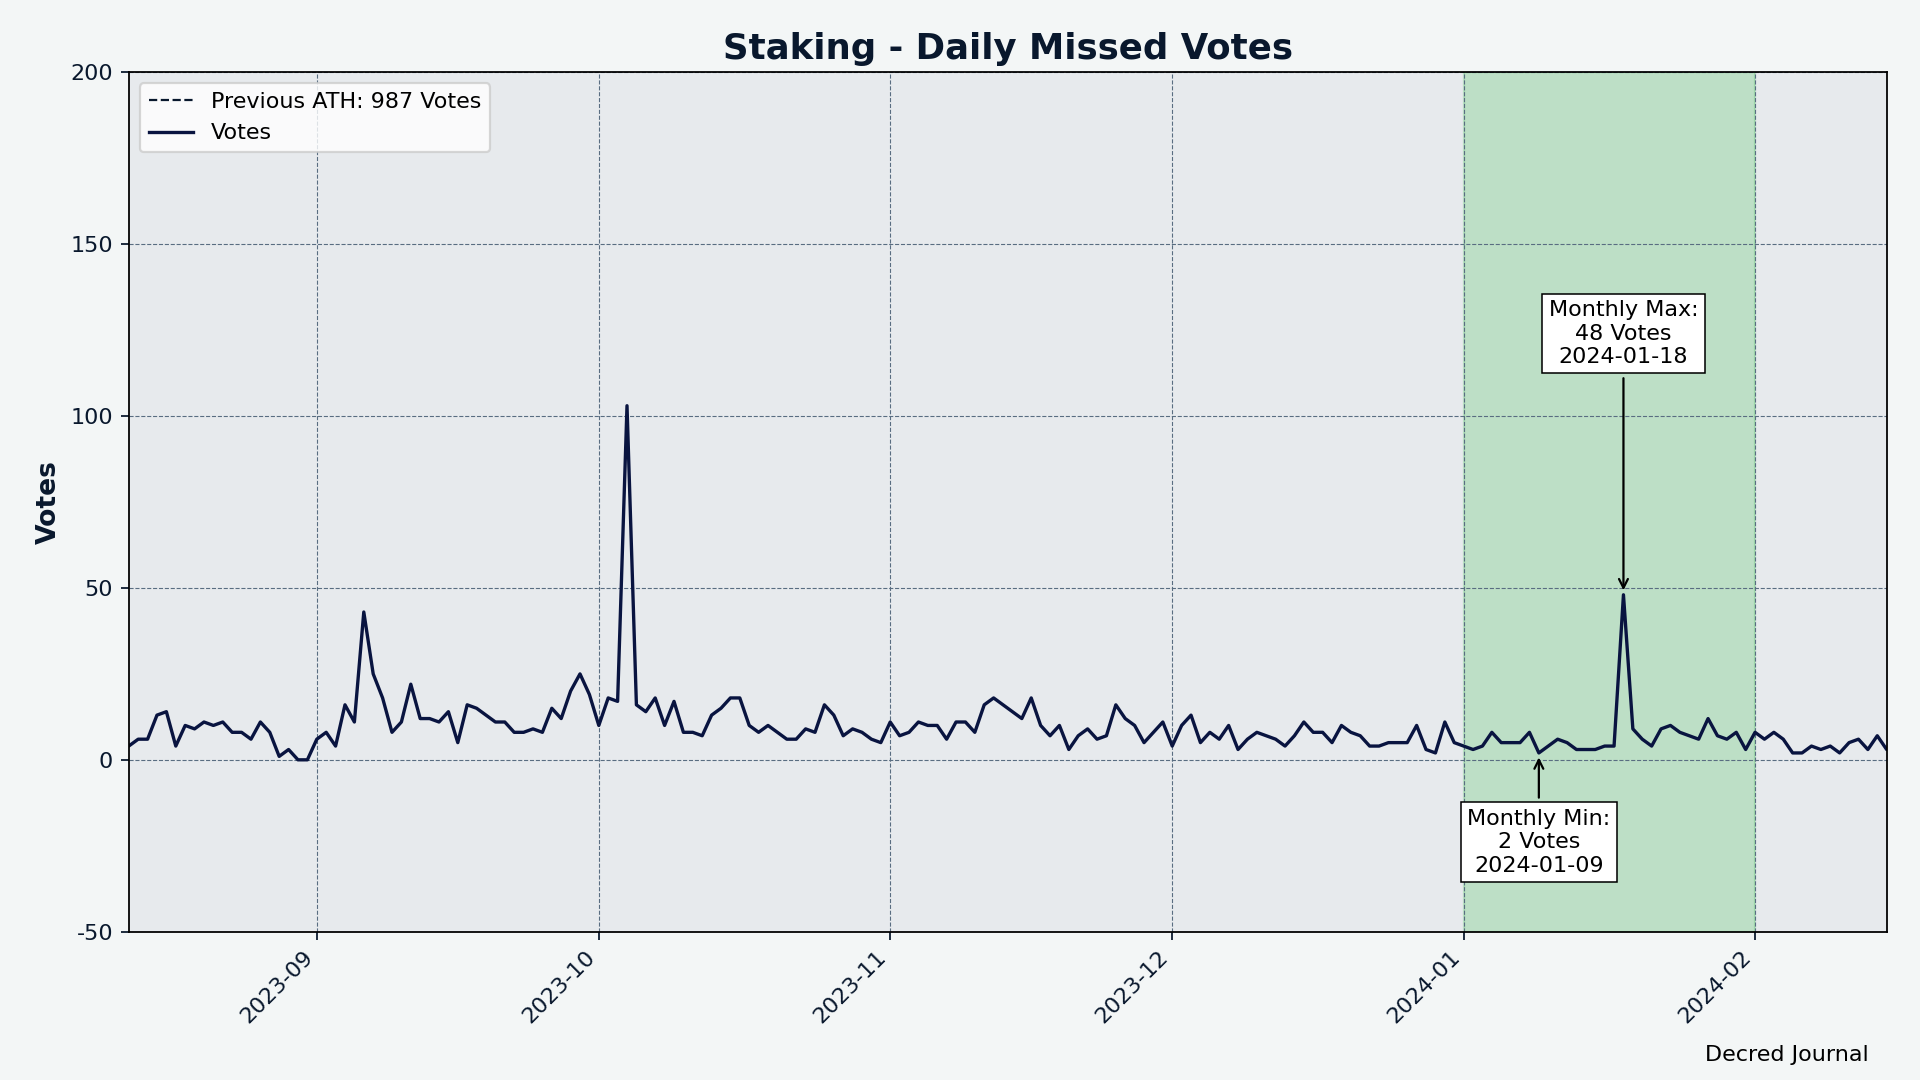 Staking - Daily Missed Votes
Previous ATH: 987 Votes
Votes
200
150
100
50
0
-50
Votes
Monthly Max:
48 Votes
2024-01-18
Monthly Min:
2 Votes
2024-01-09
2023-09
2023-10
2023-11
2023-12
2024-01
2024-02
Decred Journal